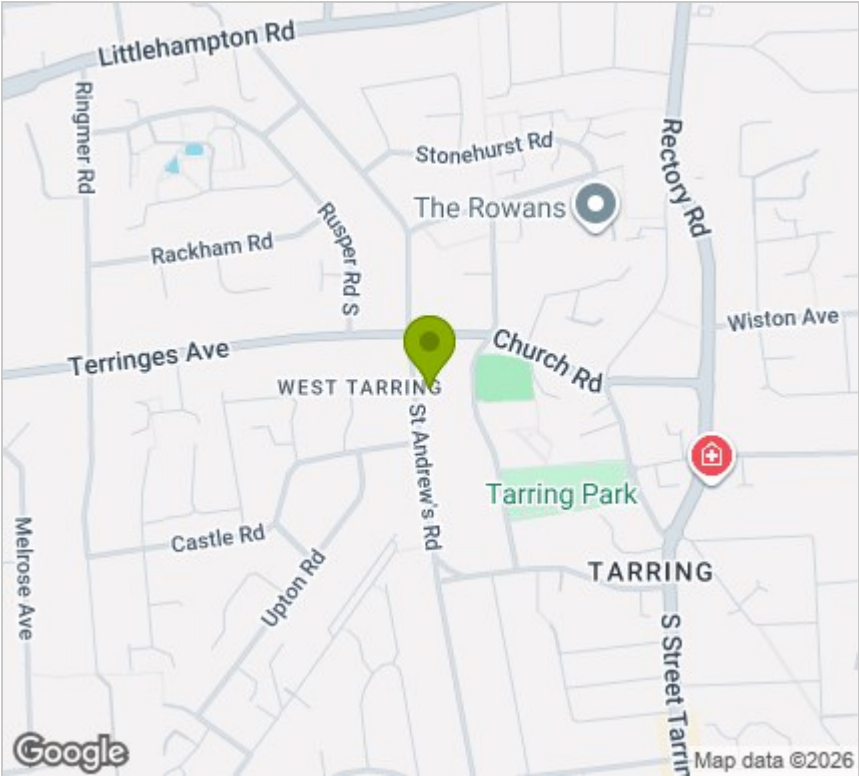 Littlehampton Rd
Ringmer Rd
Stonehurst Rd
Rectory Rd
The Rowans
Rusper Rd S
Rackham Rd
Wiston Ave
Terringes Ave
Church Rd
WEST TARRING
St Andrew's Rd
Tarring Park
Castle Rd
Melrose Ave
Upton Rd
TARRING
S Street Tarrin
Google
Map data ©2026